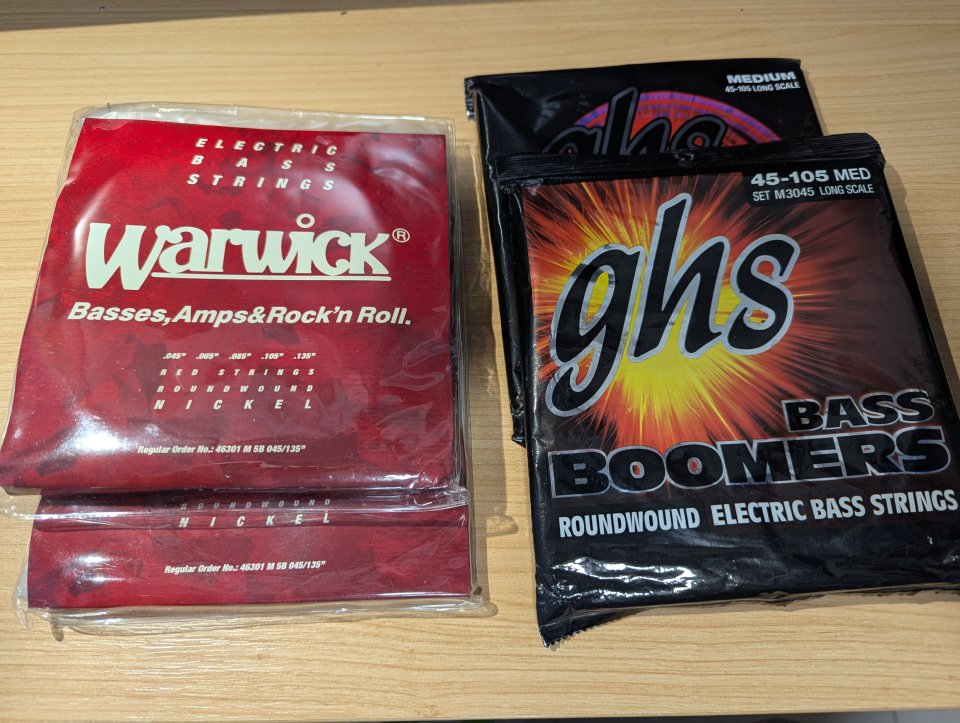 ELECTRIC
BASS
STRINGS
Warwick®
Basses, Amps&Rock'n Roll.
.045" .065" .085" .105" .135"
RED STRINGS
ROUNDWOUND
NICKEL
Regular Order No.: 46301 M 5B 045/135"
ROUNDWOUND
NICKEL
Regular Order No.: 46301 M 5B 045/135"
MEDIUM
45-105 LONG SCALE
ghs
45-105 MED
SET M3045 LONG SCALE
ghs
BASS
BOOMERS
ROUNDWOUND ELECTRIC BASS STRINGS